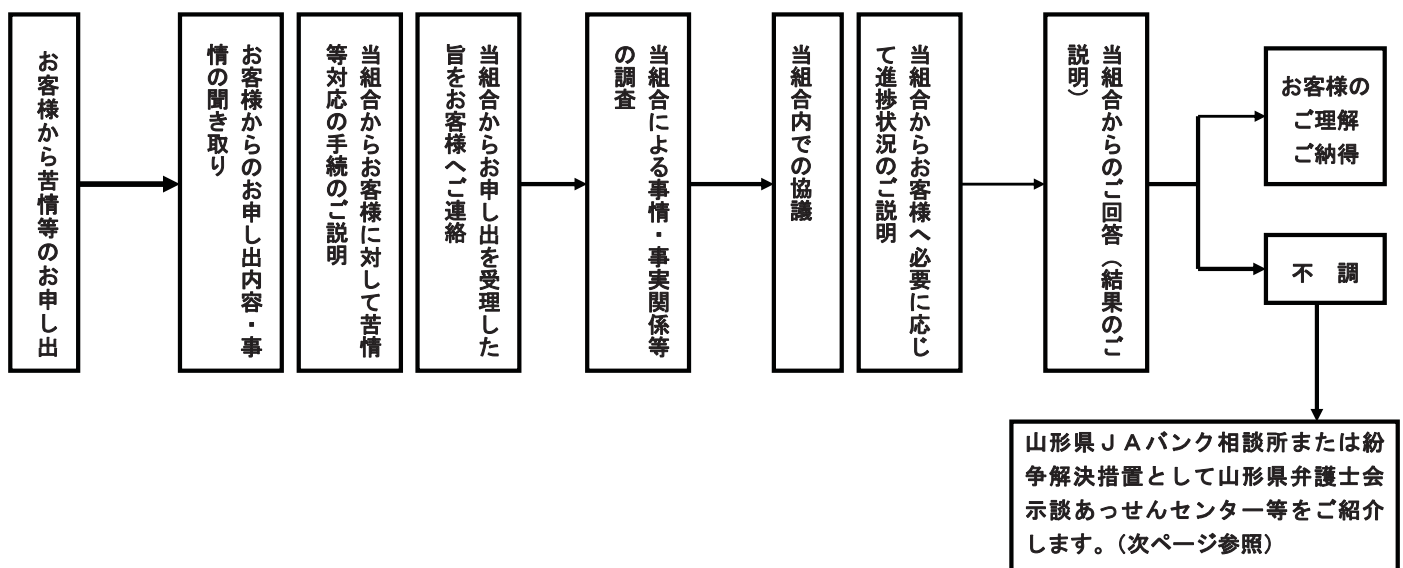 お客様から苦情等のお申し出
お客様からのお申し出内容・事
情の聞き取り
当組合からお客様に対して苦情
等対応の手続のご説明
当組合からお申し出を受理した
旨をお客様へご連絡
当組合による事情・事実関係等
の調査
当組合内での協議
当組合からお客様へ必要に応じ
て進捗状況のご説明
当組合からのご回答（結果のご
説明）
お客様の
ご理解
ご納得
不　調
山形県ＪＡバンク相談所または紛
争解決措置として山形県弁護士会
示談あっせんセンター等をご紹介
します。（次ページ参照）